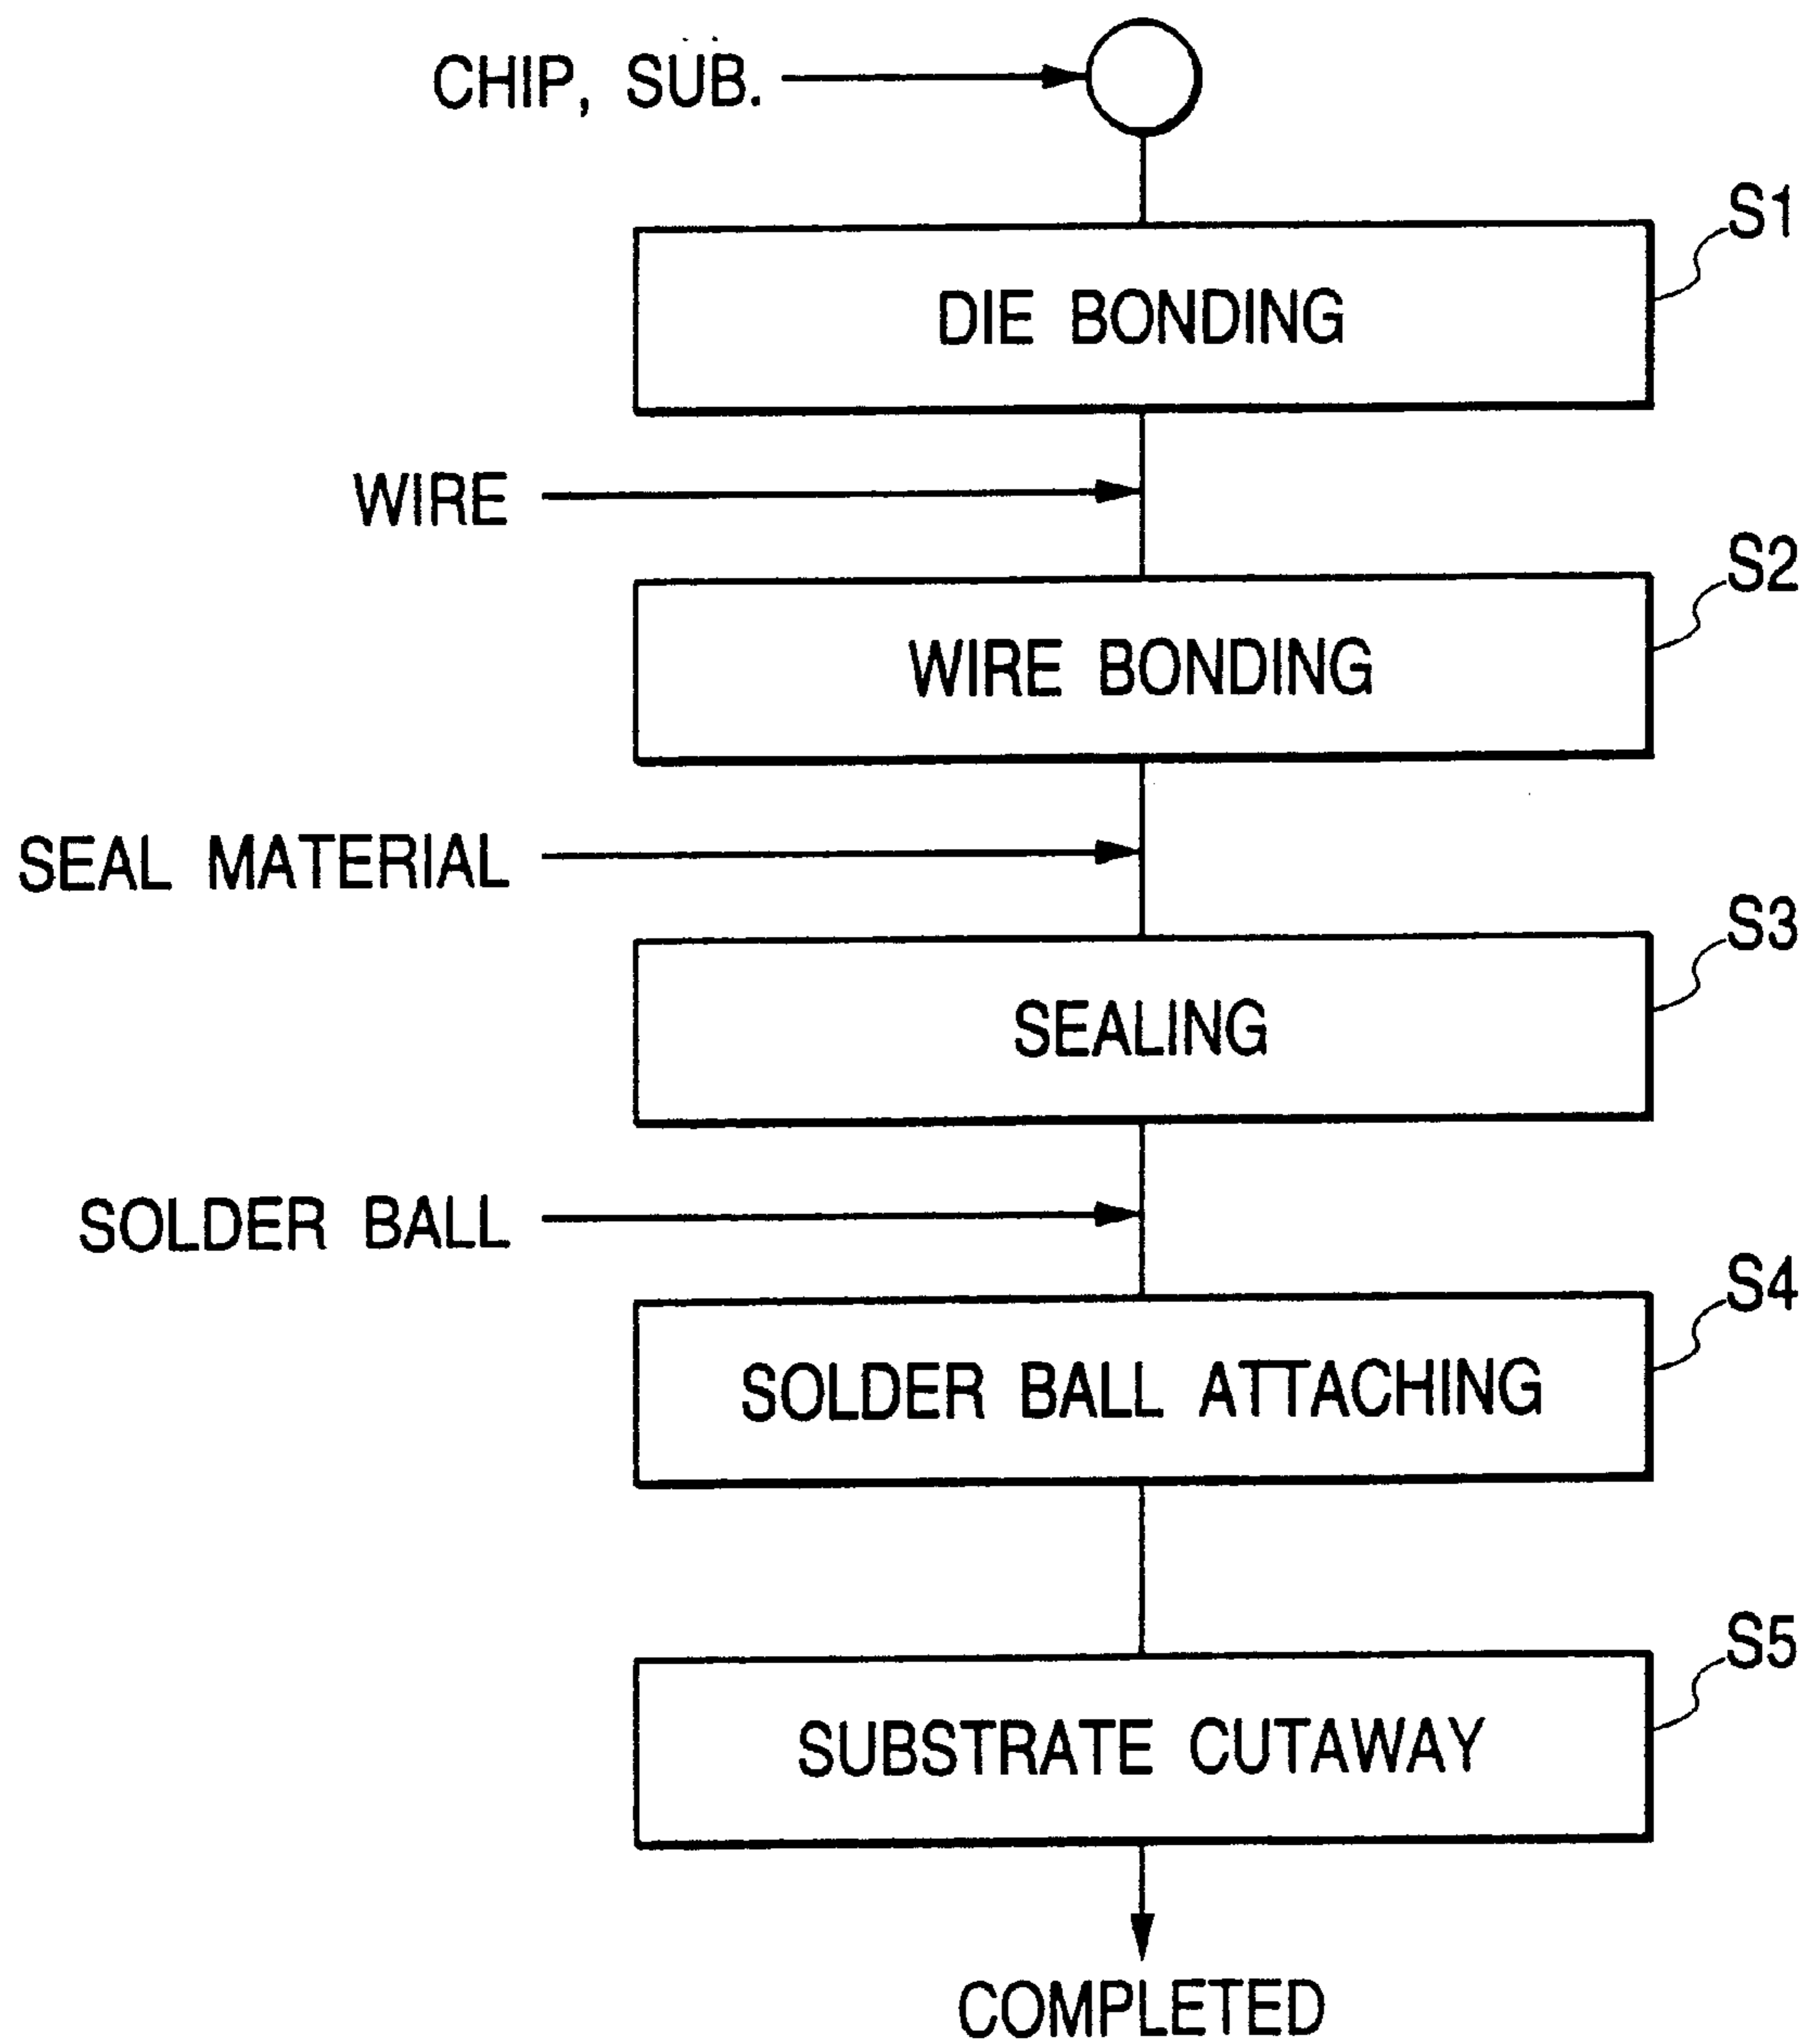 CHIP, SUB.
S1
DIE BONDING
WIRE
S2
WIRE BONDING
SEAL MATERIAL
S3
SEALING
SOLDER BALL
S4
SOLDER BALL ATTACHING
S5
SUBSTRATE CUTAWAY
COMPLETED